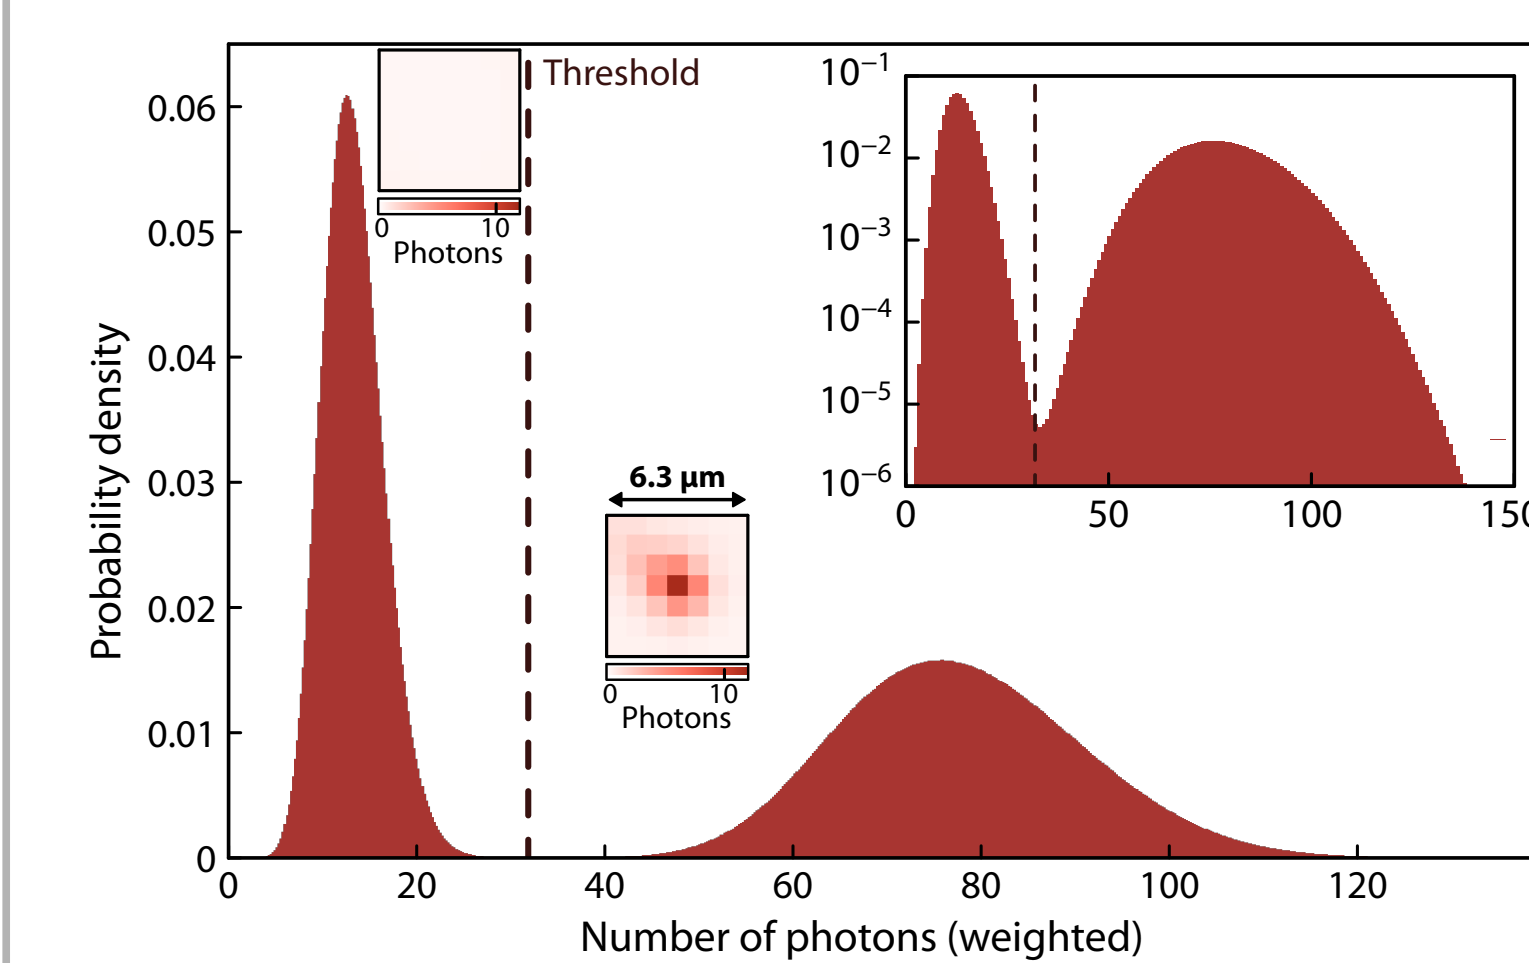 Threshold
10⁻¹
10⁻²
10⁻³
10⁻⁴
10⁻⁵
10⁻⁶
0 50 100 150
0.06
0.05
0.04
0.03
0.02
0.01
0
0 10
Photons
6.3 µm
0 10
Photons
Probability density
0 20 40 60 80 100 120
Number of photons (weighted)